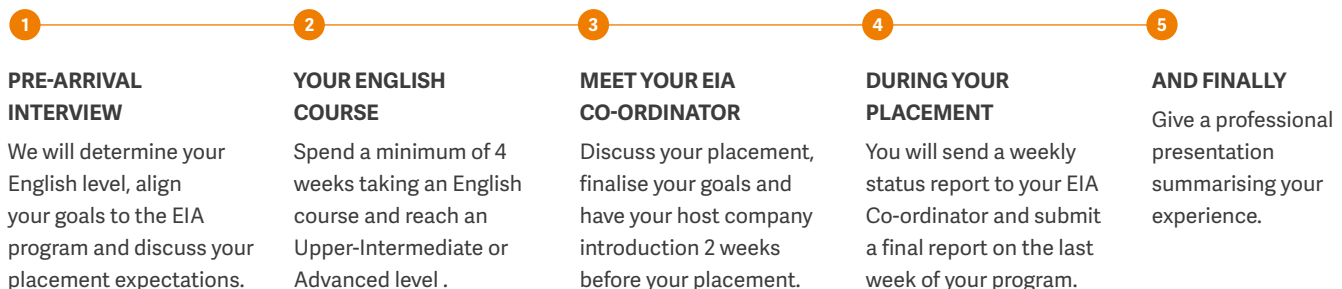 1
PRE-ARRIVAL
INTERVIEW
We will determine your
English level, align
your goals to the EIA
program and discuss your
placement expectations.
2
YOUR ENGLISH
COURSE
Spend a minimum of 4
weeks taking an English
course and reach an
Upper-Intermediate or
Advanced level .
3
MEET YOUR EIA
CO-ORDINATOR
Discuss your placement,
finalise your goals and
have your host company
introduction 2 weeks
before your placement.
4
DURING YOUR
PLACEMENT
You will send a weekly
status report to your EIA
Co-ordinator and submit
a final report on the last
week of your program.
5
AND FINALLY
Give a professional
presentation
summarising your
experience.